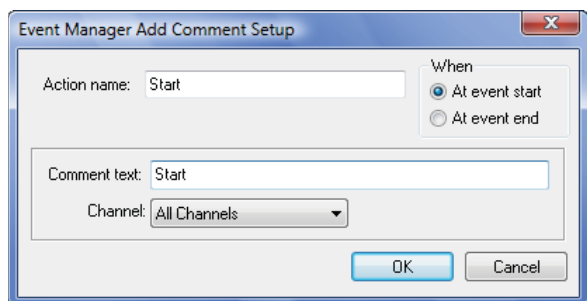 Event Manager Add Comment Setup
Action name: Start
When
At event start
At event end
Comment text: Start
Channel: All Channels
OK Cancel